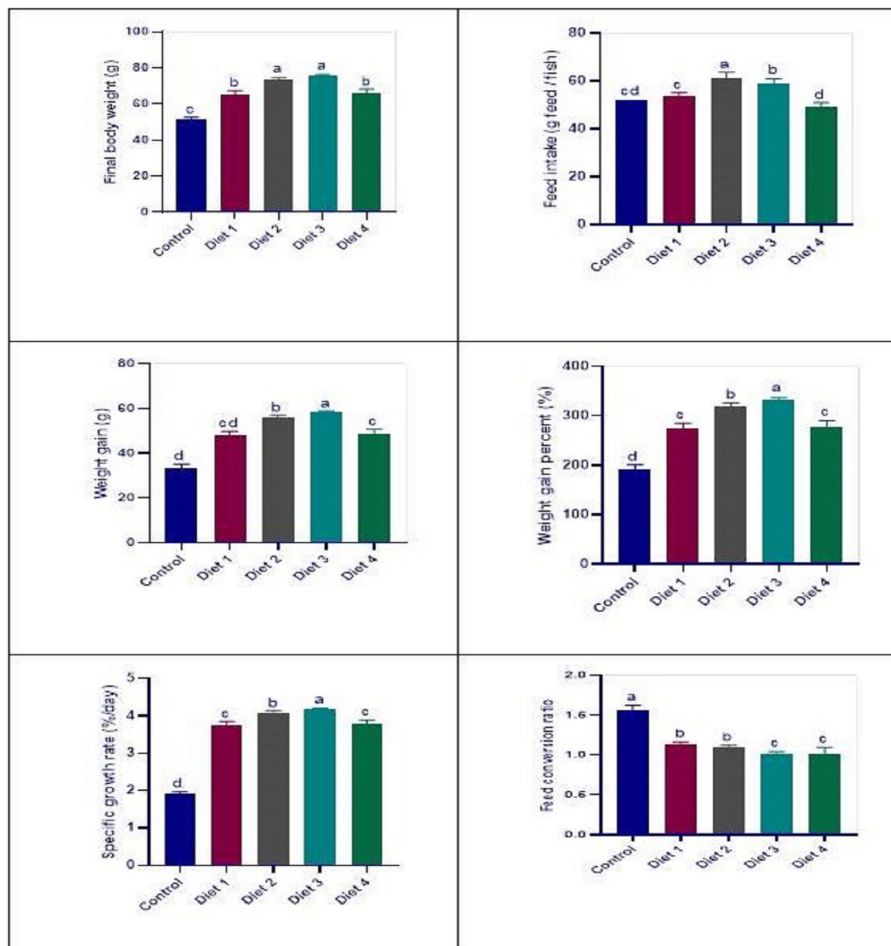 Final body weight (g)
100
80
60
40
20
0
c
b
a
a
b
Control
Diet 1
Diet 2
Diet 3
Diet 4
Feed intake (g feed /fish)
80
60
40
20
0
cd
c
a
b
d
Control
Diet 1
Diet 2
Diet 3
Diet 4
Weight gain (g)
80
60
40
20
0
d
cd
b
a
c
Control
Diet 1
Diet 2
Diet 3
Diet 4
Weight gain percent (%)
400
300
200
100
0
d
c
b
a
c
Control
Diet 1
Diet 2
Diet 3
Diet 4
Specific growth rate (%/day)
5
4
3
2
1
0
d
c
b
a
c
Control
Diet 1
Diet 2
Diet 3
Diet 4
Feed conversion ratio
2.0
1.5
1.0
0.5
0.0
a
b
b
c
c
Control
Diet 1
Diet 2
Diet 3
Diet 4